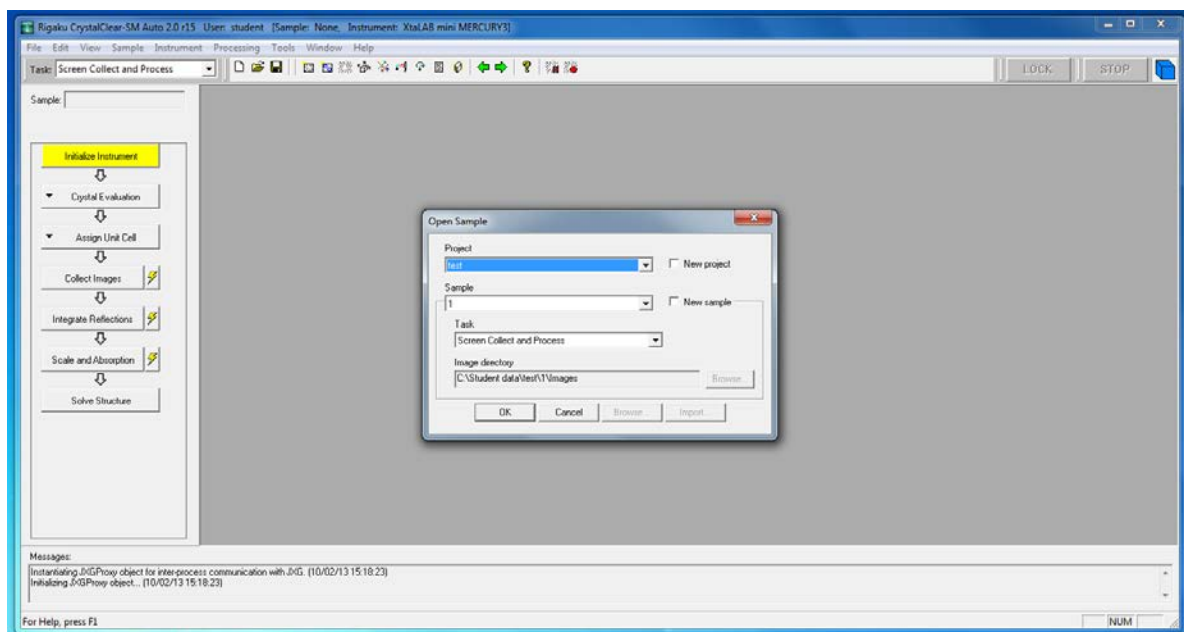 Rigaku CrystalClear-SM Auto 2.0 r15 User: student [Sample: None, Instrument: XtaLAB mini MERCURY3]
File Edit View Sample Instrument Processing Tools Window Help
Task: Screen Collect and Process
LOCK STOP
Sample:
Initialize Instrument
Crystal Evaluation
Assign Unit Cell
Collect Images
Integrate Reflections
Scale and Absorption
Solve Structure
Open Sample
Project
test
New project
Sample
1
New sample
Task
Screen Collect and Process
Image directory
C:\Student data\test\1\Images
Browse...
OK Cancel Browse... Import...
Messages:
Instantiating JXGProxy object for inter-process communication with JXG. (10/02/13 15:18:23)
Initializing JXGProxy object... (10/02/13 15:18:23)
For Help, press F1
NUM